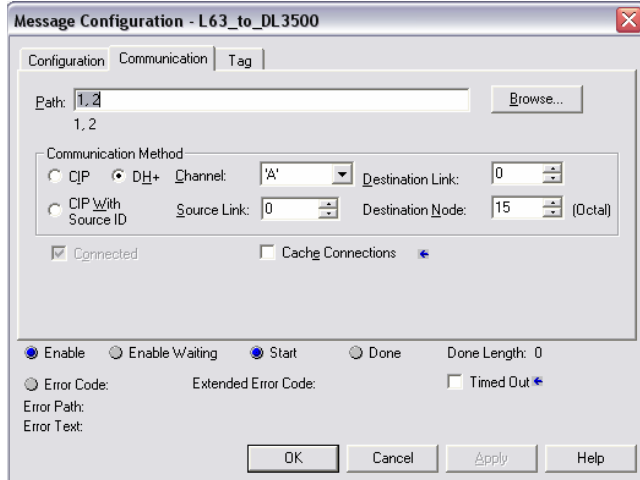 Message Configuration - L63_to_DL3500
Configuration Communication Tag
Path: 1, 2 Browse...
1, 2
Communication Method
CIP DH+ Channel: 'A' Destination Link: 0
CIP With Source ID Source Link: 0 Destination Node: 15 (Octal)
Connected Cache Connections
Enable Enable Waiting Start Done Done Length: 0
Error Code: Extended Error Code: Timed Out
Error Path:
Error Text:
OK Cancel Apply Help